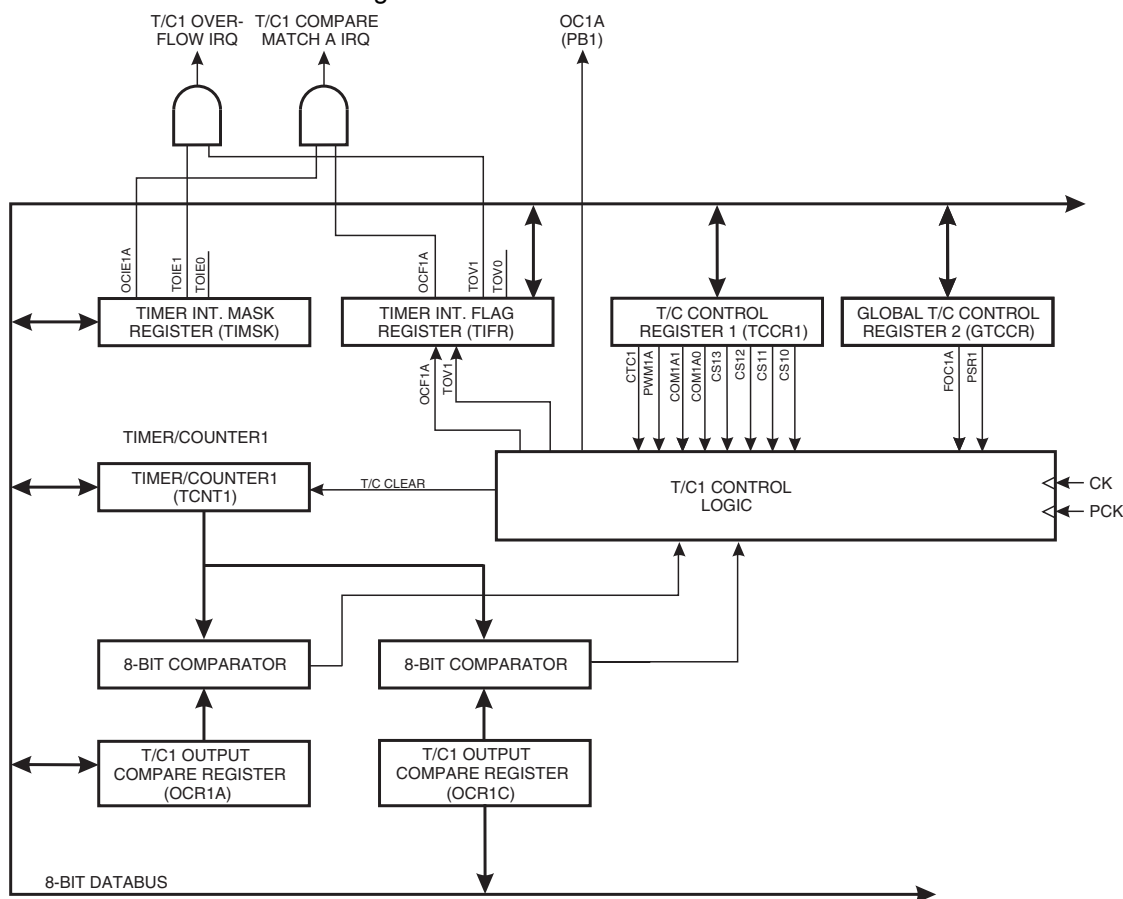 T/C1 OVER-
FLOW IRQ
T/C1 COMPARE
MATCH A IRQ
OC1A
(PB1)
OCIE1A
TOIE1
TOIE0
OCF1A
TOV1
TOV0
TIMER INT. MASK
REGISTER (TIMSK)
TIMER INT. FLAG
REGISTER (TIFR)
T/C CONTROL
REGISTER 1 (TCCR1)
GLOBAL T/C CONTROL
REGISTER 2 (GTCCR)
OCF1A
TOV1
CTC1
PWM1A
COM1A1
COM1A0
CS13
CS12
CS11
CS10
FOC1A
PSR1
TIMER/COUNTER1
TIMER/COUNTER1
(TCNT1)
T/C CLEAR
T/C1 CONTROL
LOGIC
CK
PCK
8-BIT COMPARATOR
8-BIT COMPARATOR
T/C1 OUTPUT
COMPARE REGISTER
(OCR1A)
T/C1 OUTPUT
COMPARE REGISTER
(OCR1C)
8-BIT DATABUS